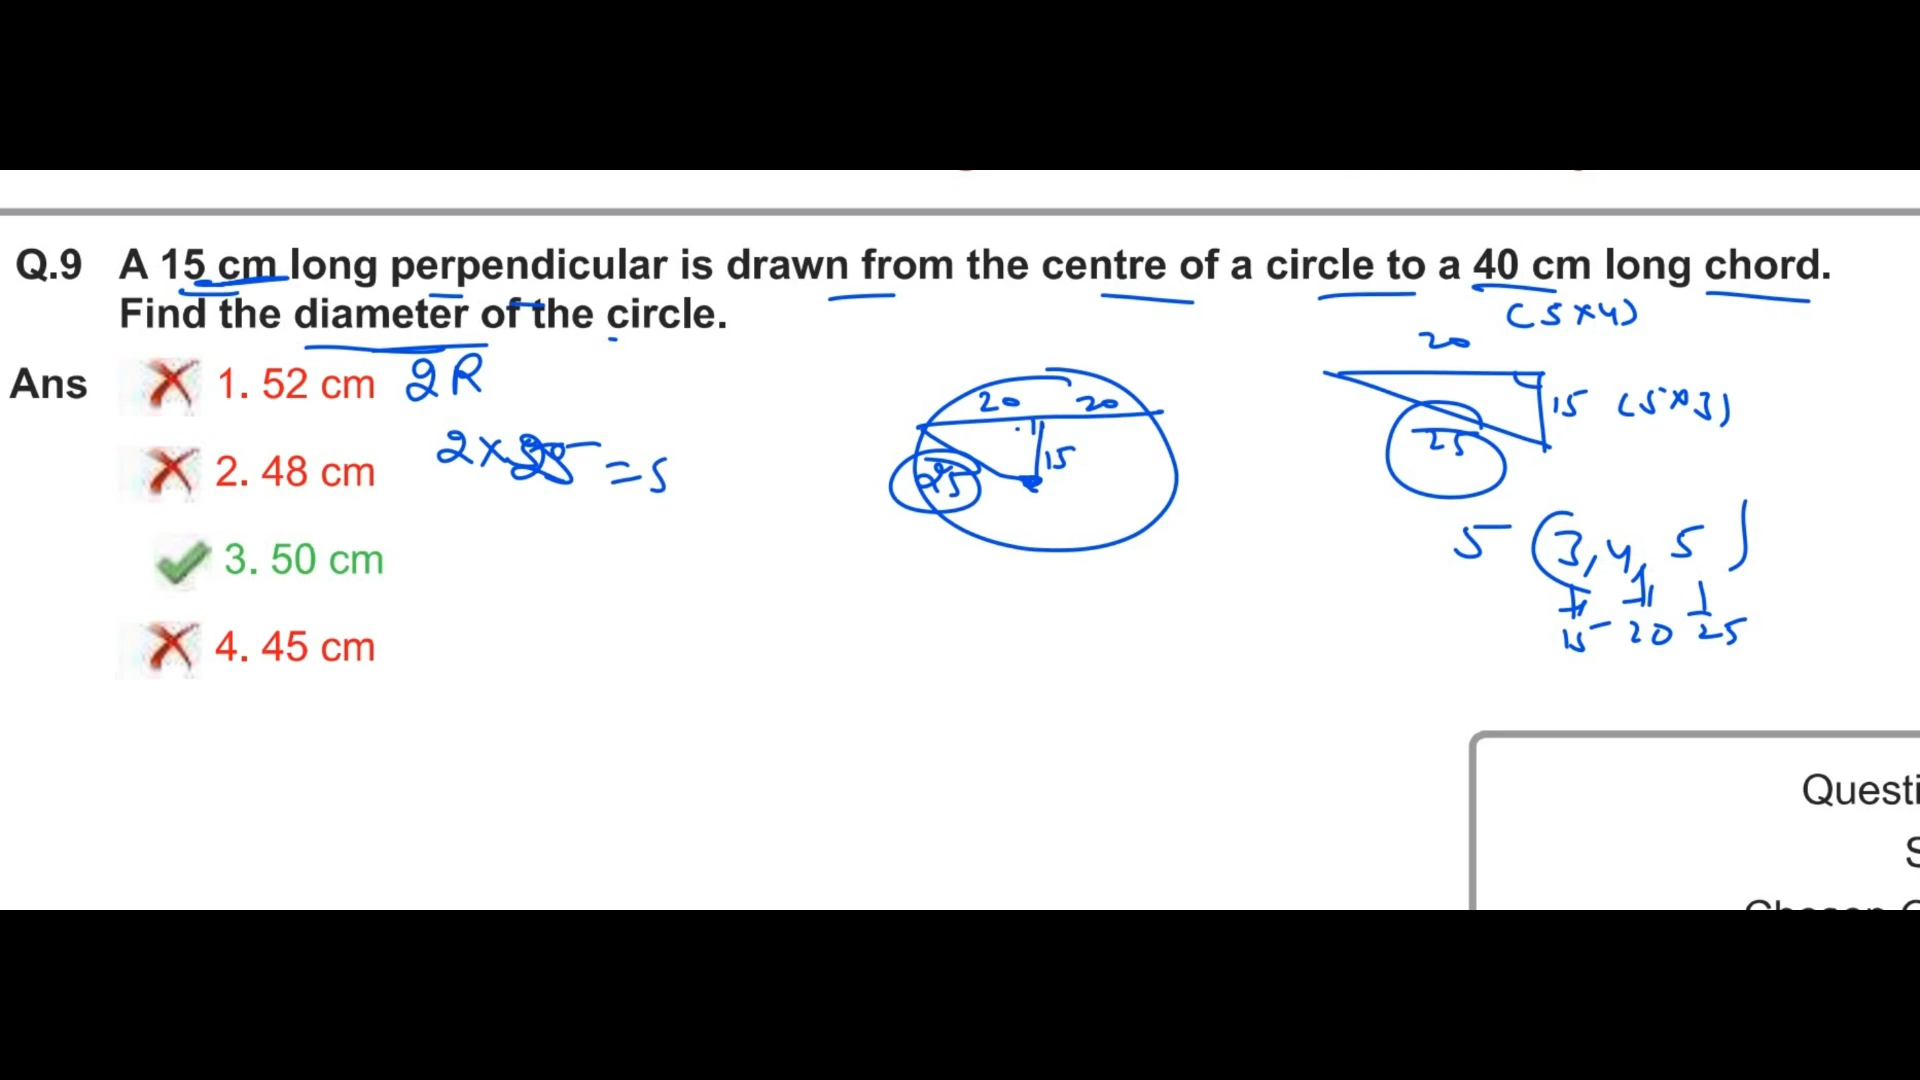 Q.9 A 15 cm long perpendicular is drawn from the centre of a circle to a 40 cm long chord.
Find the diameter of the circle.
(5×4)
20
Ans 1. 52 cm 2R
20 20
15 (5×3)
15
25
2. 48 cm 2×25 = 5
25
3. 50 cm
5 (3, 4, 5)
15 20 25
4. 45 cm
Questi
S